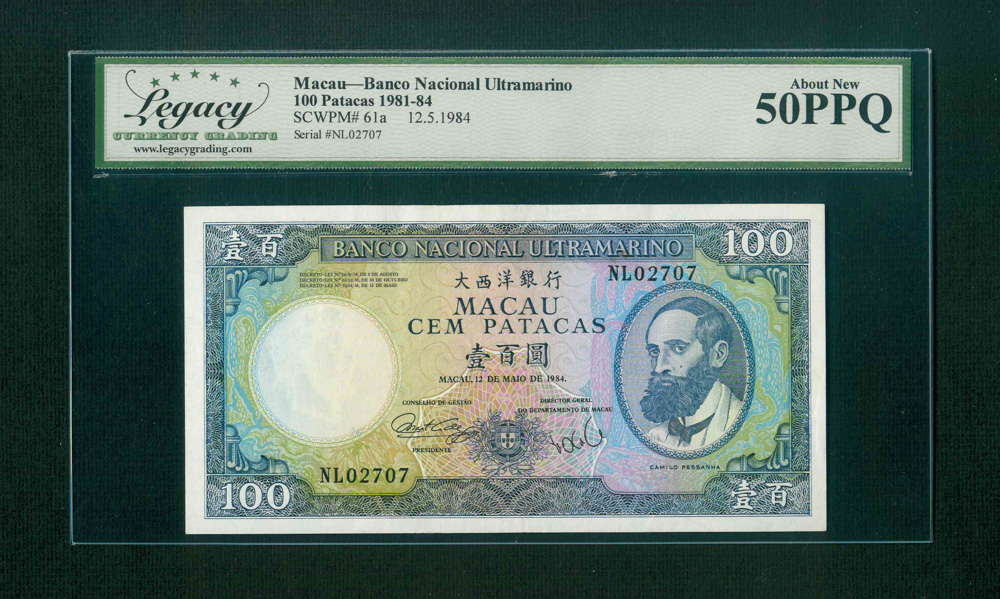 Legacy
CURRENCY GRADING
www.legacygrading.com
Macau—Banco Nacional Ultramarino
100 Patacas 1981-84
SCWPM# 61a 12.5.1984
Serial #NL02707
About New
50PPQ
壹百
BANCO NACIONAL ULTRAMARINO
100
大西洋銀行
NL02707
MACAU
CEM PATACAS
壹百圓
MACAU, 12 DE MAIO DE 1984.
CONSELHO DE GESTÃO
PRESIDENTE
DIRECTOR GERAL
DO DEPARTAMENTO DE MACAU
CAMILO PESSANHA
NL02707
100
壹百